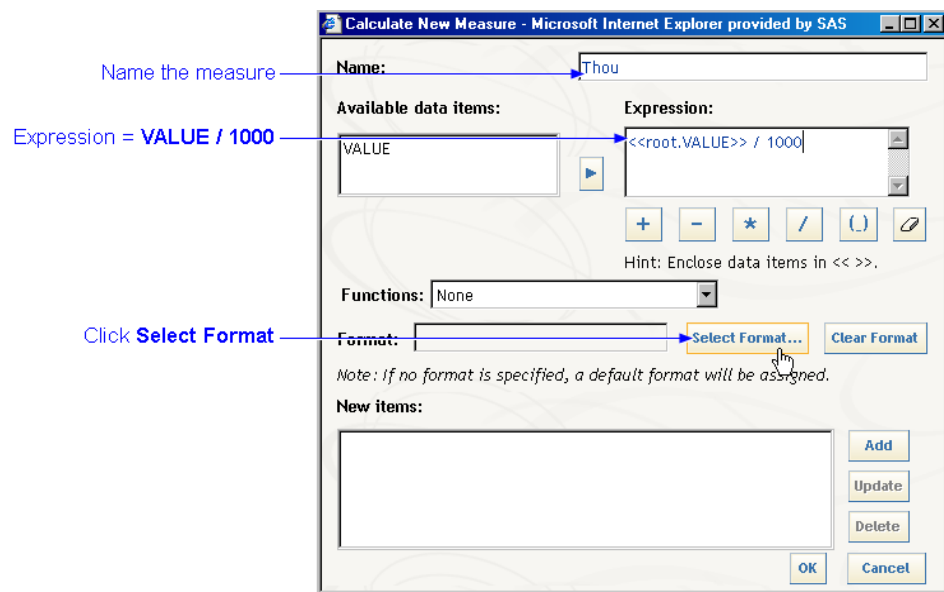 Calculate New Measure - Microsoft Internet Explorer provided by SAS
Name the measure
Name:
Thou
Available data items:
Expression:
Expression = VALUE / 1000
VALUE
<<root.VALUE>> / 1000
+ - * / (_)
Hint: Enclose data items in << >>.
Functions: None
Click Select Format
Format:
Select Format...
Clear Format
Note: If no format is specified, a default format will be assigned.
New items:
Add
Update
Delete
OK
Cancel